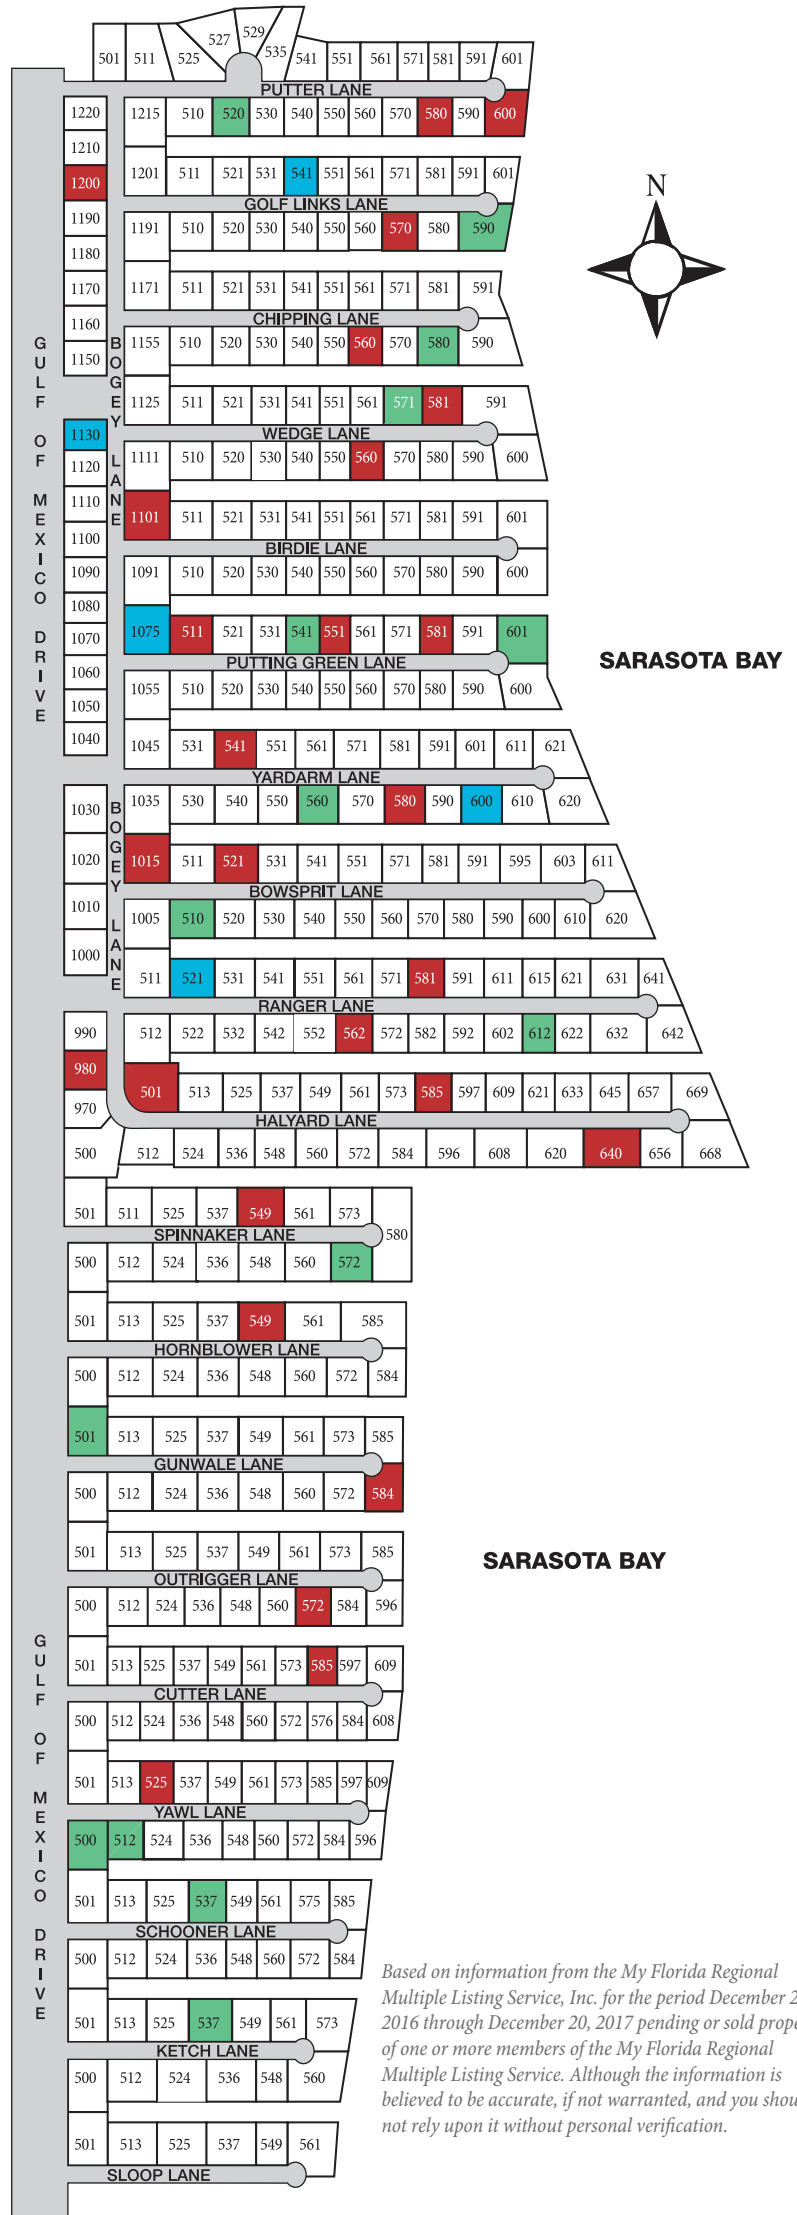 501 511 525 527 529 535 541 551 561 571 581 591 601
PUTTER LANE
1220 1215 510 520 530 540 550 560 570 580 590 600
1210
1200 1201 511 521 531 541 551 561 571 581 591 601
GOLF LINKS LANE
1190 1191 510 520 530 540 550 560 570 580 590
1180
1170 1171 511 521 531 541 551 561 571 581 591
CHIPPING LANE
1160
1150 1155 510 520 530 540 550 560 570 580 590
1125 511 521 531 541 551 561 571 581 591
WEDGE LANE
1130
1120 1111 510 520 530 540 550 560 570 580 590 600
1110
1100 1101 511 521 531 541 551 561 571 581 591 601
BIRDIE LANE
1090 1091 510 520 530 540 550 560 570 580 590 600
1080
1070 1075 511 521 531 541 551 561 571 581 591 601
PUTTING GREEN LANE
1060
1050 1055 510 520 530 540 550 560 570 580 590 600
1040 1045 531 541 551 561 571 581 591 601 611 621
YARDARM LANE
1030 1035 530 540 550 560 570 580 590 600 610 620
1020 1015 511 521 531 541 551 571 581 591 595 603 611
BOWSPRIT LANE
1010 1005 510 520 530 540 550 560 570 580 590 600 610 620
1000 511 521 531 541 551 561 571 581 591 611 615 621 631 641
RANGER LANE
990 512 522 532 542 552 562 572 582 592 602 612 622 632 642
980 501 513 525 537 549 561 573 585 597 609 621 633 645 657 669
970
HALYARD LANE
500 512 524 536 548 560 572 584 596 608 620 640 656 668
GULF OF MEXICO DRIVE
BOGEY LANE
BOGEY LANE
N
SARASOTA BAY
501 511 525 537 549 561 573 580
SPINNAKER LANE
500 512 524 536 548 560 572
501 513 525 537 549 561 585
HORNBLOWER LANE
500 512 524 536 548 560 572 584
501 513 525 537 549 561 573 585
GUNWALE LANE
500 512 524 536 548 560 572 584
501 513 525 537 549 561 573 585
OUTRIGGER LANE
500 512 524 536 548 560 572 584 596
501 513 525 537 549 561 573 585 597 609
CUTTER LANE
500 512 524 536 548 560 572 576 584 608
501 513 525 537 549 561 573 585 597 609
YAWL LANE
500 512 524 536 548 560 572 584 596
501 513 525 537 549 561 575 585
SCHOONER LANE
500 512 524 536 548 560 572 584
501 513 525 537 549 561 573
KETCH LANE
500 512 524 536 548 560
501 513 525 537 549 561
SLOOP LANE
GULF OF MEXICO DRIVE
SARASOTA BAY
Based on information from the My Florida Regional
Multiple Listing Service, Inc. for the period December 2
2016 through December 20, 2017 pending or sold prope
of one or more members of the My Florida Regional
Multiple Listing Service. Although the information is
believed to be accurate, if not warranted, and you shou
not rely upon it without personal verification.